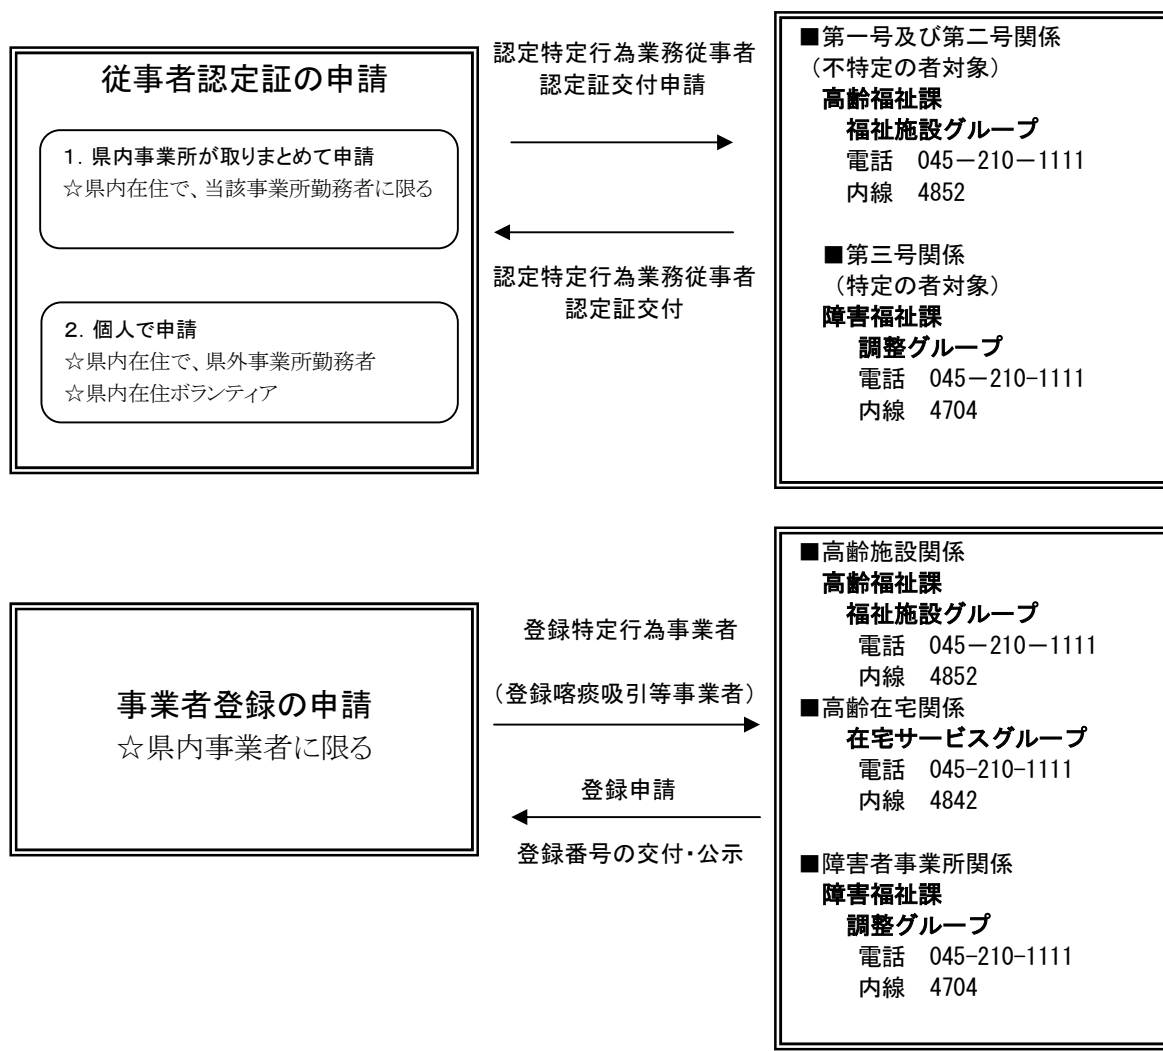 従事者認定証の申請
1．県内事業所が取りまとめて申請
☆県内在住で、当該事業所勤務者に限る
2．個人で申請
☆県内在住で、県外事業所勤務者
☆県内在住ボランティア
認定特定行為業務従事者
認定証交付申請
認定特定行為業務従事者
認定証交付
■第一号及び第二号関係
（不特定の者対象）
高齢福祉課
福祉施設グループ
電話　045－210－1111
内線　4852
■第三号関係
（特定の者対象）
障害福祉課
調整グループ
電話　045－210-1111
内線　4704
事業者登録の申請
☆県内事業者に限る
登録特定行為事業者
（登録喀痰吸引等事業者）
登録申請
登録番号の交付・公示
■高齢施設関係
高齢福祉課
福祉施設グループ
電話　045－210－1111
内線　4852
■高齢在宅関係
在宅サービスグループ
電話　045-210-1111
内線　4842
■障害者事業所関係
障害福祉課
調整グループ
電話　045-210-1111
内線　4704